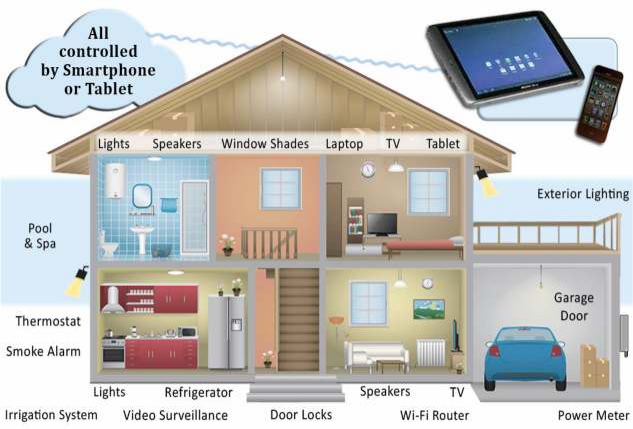 All
controlled
by Smartphone
or Tablet
Lights Speakers Window Shades Laptop TV Tablet
Exterior Lighting
Pool
& Spa
Garage
Door
Thermostat
Smoke Alarm
Lights Refrigerator Speakers TV
Irrigation System Video Surveillance Door Locks Wi-Fi Router Power Meter